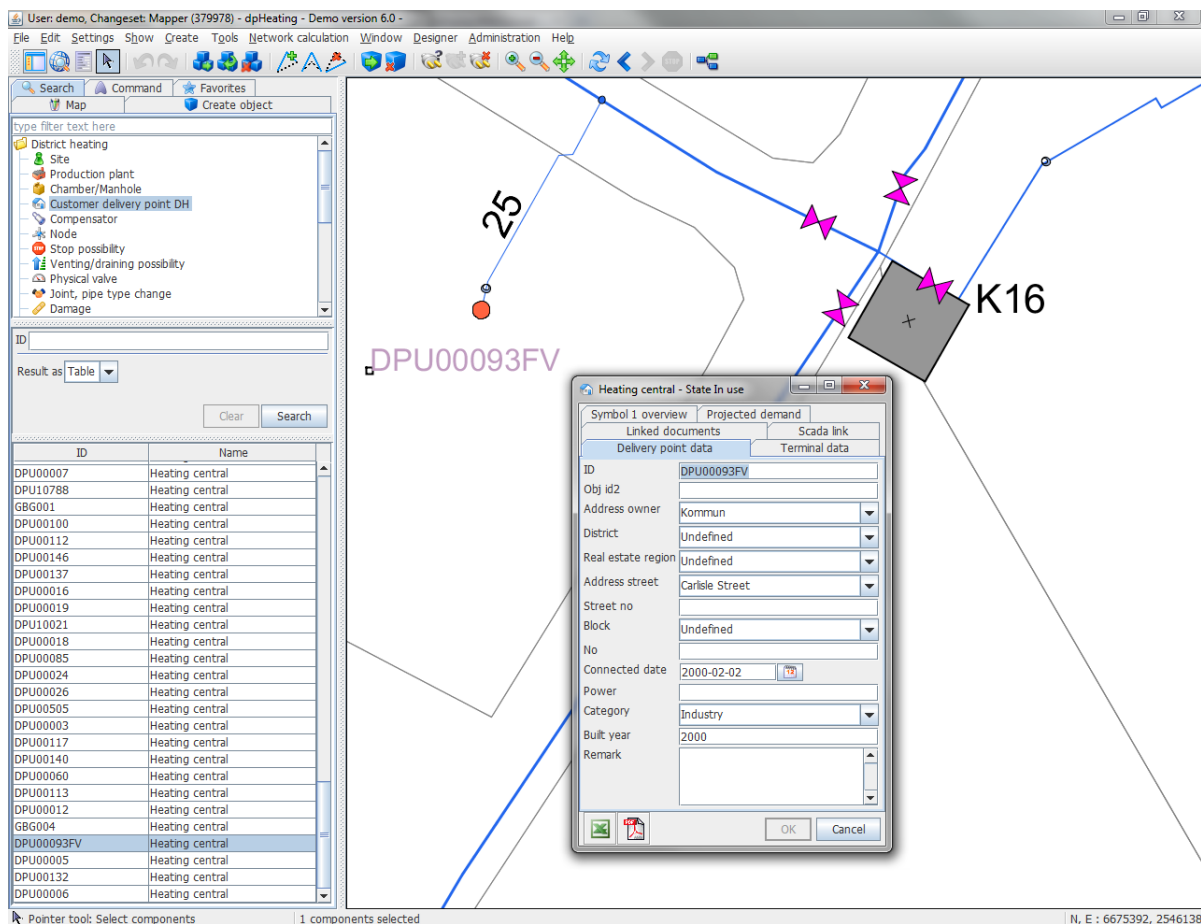 User: demo, Changeset: Mapper (379978) - dpHeating - Demo version 6.0 -
File Edit Settings Show Create Tools Network calculation Window Designer Administration Help
Search Command Favorites
Map Create object
type filter text here
District heating
Site
Production plant
Chamber/Manhole
Customer delivery point DH
Compensator
Node
Stop possibility
Venting/draining possibility
Physical valve
Joint, pipe type change
Damage
ID
Result as Table
Clear Search
ID Name
DPU00007 Heating central
DPU10788 Heating central
GBG001 Heating central
DPU00100 Heating central
DPU00112 Heating central
DPU00146 Heating central
DPU00137 Heating central
DPU00016 Heating central
DPU00019 Heating central
DPU10021 Heating central
DPU00018 Heating central
DPU00085 Heating central
DPU00024 Heating central
DPU00026 Heating central
DPU00505 Heating central
DPU00003 Heating central
DPU00117 Heating central
DPU00140 Heating central
DPU00060 Heating central
DPU00113 Heating central
DPU00012 Heating central
GBG004 Heating central
DPU00093FV Heating central
DPU00005 Heating central
DPU00132 Heating central
DPU00006 Heating central
25
K16
DPU00093FV
Heating central - State In use
Symbol 1 overview Projected demand
Linked documents Scada link
Delivery point data Terminal data
ID DPU00093FV
Obj id2
Address owner Kommun
District Undefined
Real estate region Undefined
Address street Carlisle Street
Street no
Block Undefined
No
Connected date 2000-02-02
Power
Category Industry
Built year 2000
Remark
OK Cancel
Pointer tool: Select components 1 components selected N, E : 6675392, 2546138